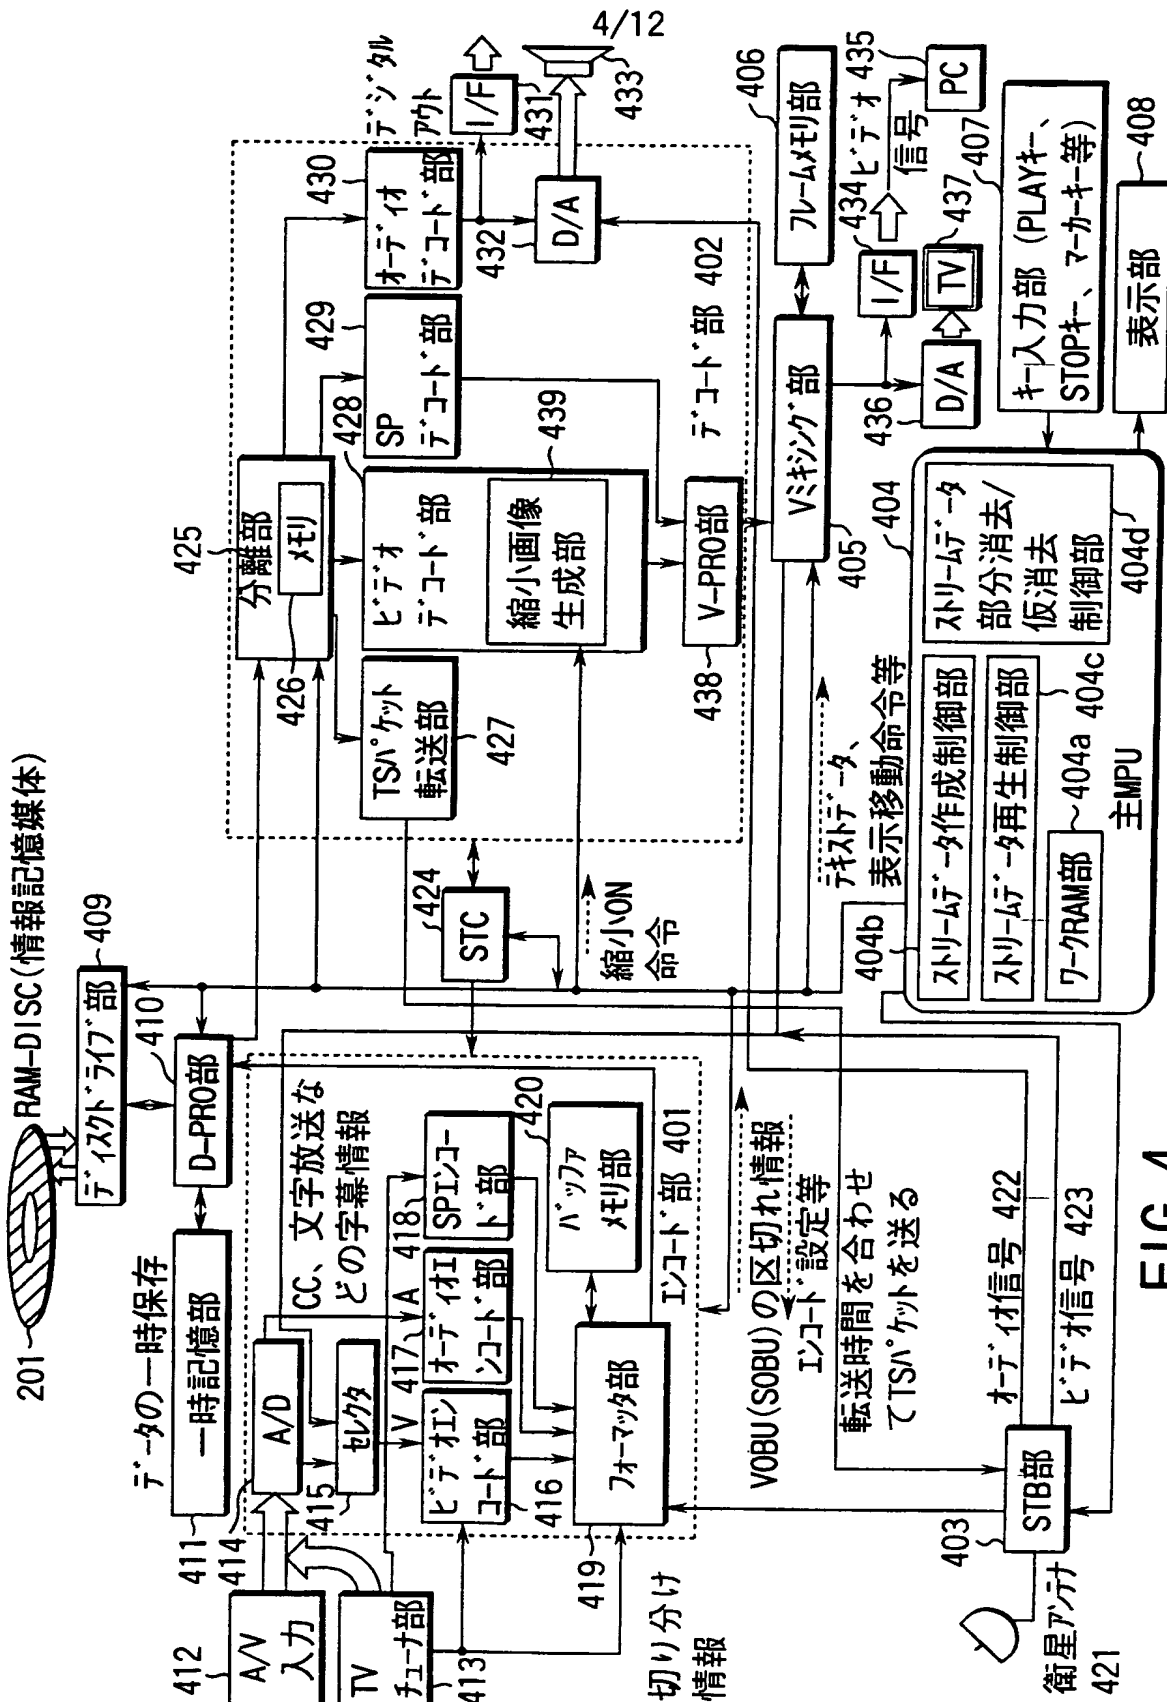 4/12
RAM-DISC(情報記憶媒体)
201
ディスクドライブ部
409
410
D-PRO部
データの一時保存
一時記憶部
411
412
A/V
入力
TV
チューナ部
413
414
A/D
415
セレクタ
CC、文字放送な
どの字幕情報
V
A
ビデオエン
コード部
416
417
オーディオエ
ンコード部
418
SPエンコー
ド部
フォーマッタ部
419
バッファ
メモリ部
420
エンコード部 401
切り分け
情報
VOBU(SOBU)の区切れ情報
エンコード設定等
転送時間を合わせ
てTSパケットを送る
STC
424
縮小ON
命令
425
分離部
メモリ
426
TSパケット
転送部
427
ビデオ
デコード部
428
縮小画像
生成部
439
SP
デコード部
429
オーディオ
デコード部
430
デコード部 402
V-PRO部
438
D/A
432
I/F
431
デジタル
アウト
433
Vミキシング部
405
フレームメモリ部
406
I/F
434
ビデオ
信号
PC
435
D/A
436
TV
437
テキストデータ、
表示移動命令等
キー入力部 (PLAYキー、
STOPキー、マーカーキー等)
407
表示部
408
404
404b
ストリームデータ作成制御部
ストリームデータ再生制御部
404c
ワークRAM部
404a
ストリームデータ
部分消去/
仮消去
制御部
404d
主MPU
STB部
403
オーディオ信号 422
ビデオ信号 423
衛星アンテナ
421
FIG. 4